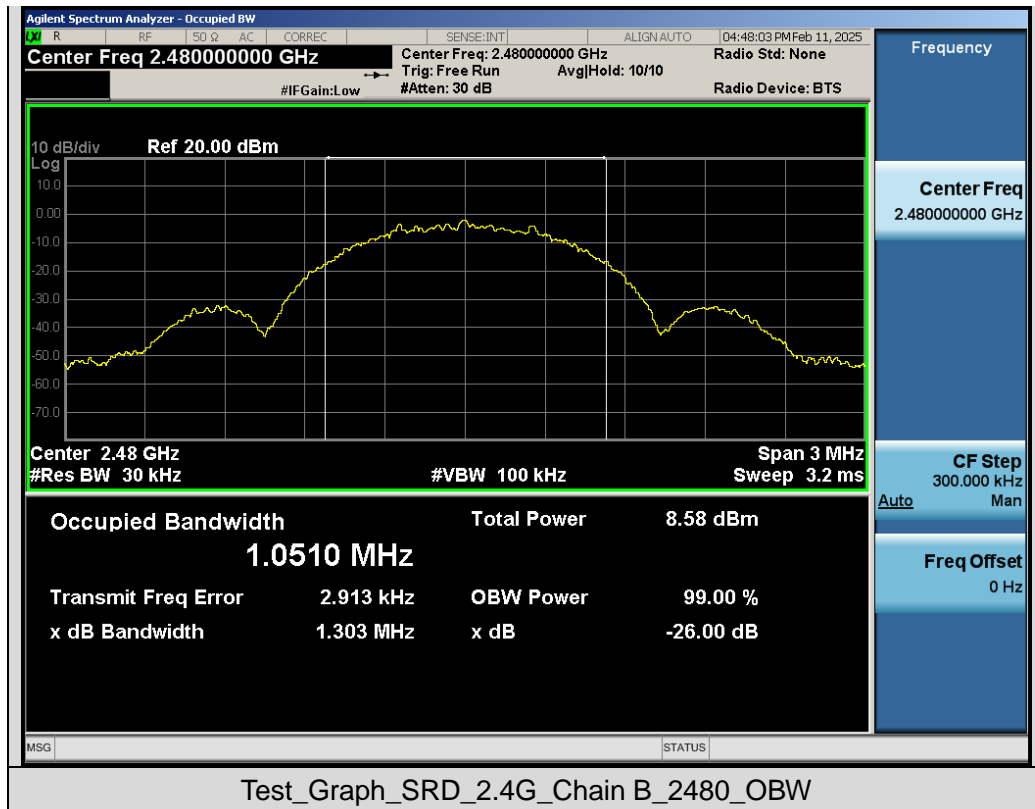 Agilent Spectrum Analyzer - Occupied BW
LXI R RF 50 Ω AC CORREC SENSE:INT ALIGN AUTO 04:48:03 PM Feb 11, 2025
Center Freq 2.480000000 GHz
Center Freq: 2.480000000 GHz Radio Std: None
Trig: Free Run Avg|Hold: 10/10
#IFGain:Low #Atten: 30 dB Radio Device: BTS
Frequency
10 dB/div Ref 20.00 dBm
Log
10.0
0.00
-10.0
-20.0
-30.0
-40.0
-50.0
-60.0
-70.0
Center 2.48 GHz Span 3 MHz
#Res BW 30 kHz #VBW 100 kHz Sweep 3.2 ms
Center Freq
2.480000000 GHz
CF Step
300.000 kHz
Auto Man
Freq Offset
0 Hz
Occupied Bandwidth Total Power 8.58 dBm
1.0510 MHz
Transmit Freq Error 2.913 kHz OBW Power 99.00 %
x dB Bandwidth 1.303 MHz x dB -26.00 dB
MSG STATUS
Test_Graph_SRD_2.4G_Chain B_2480_OBW